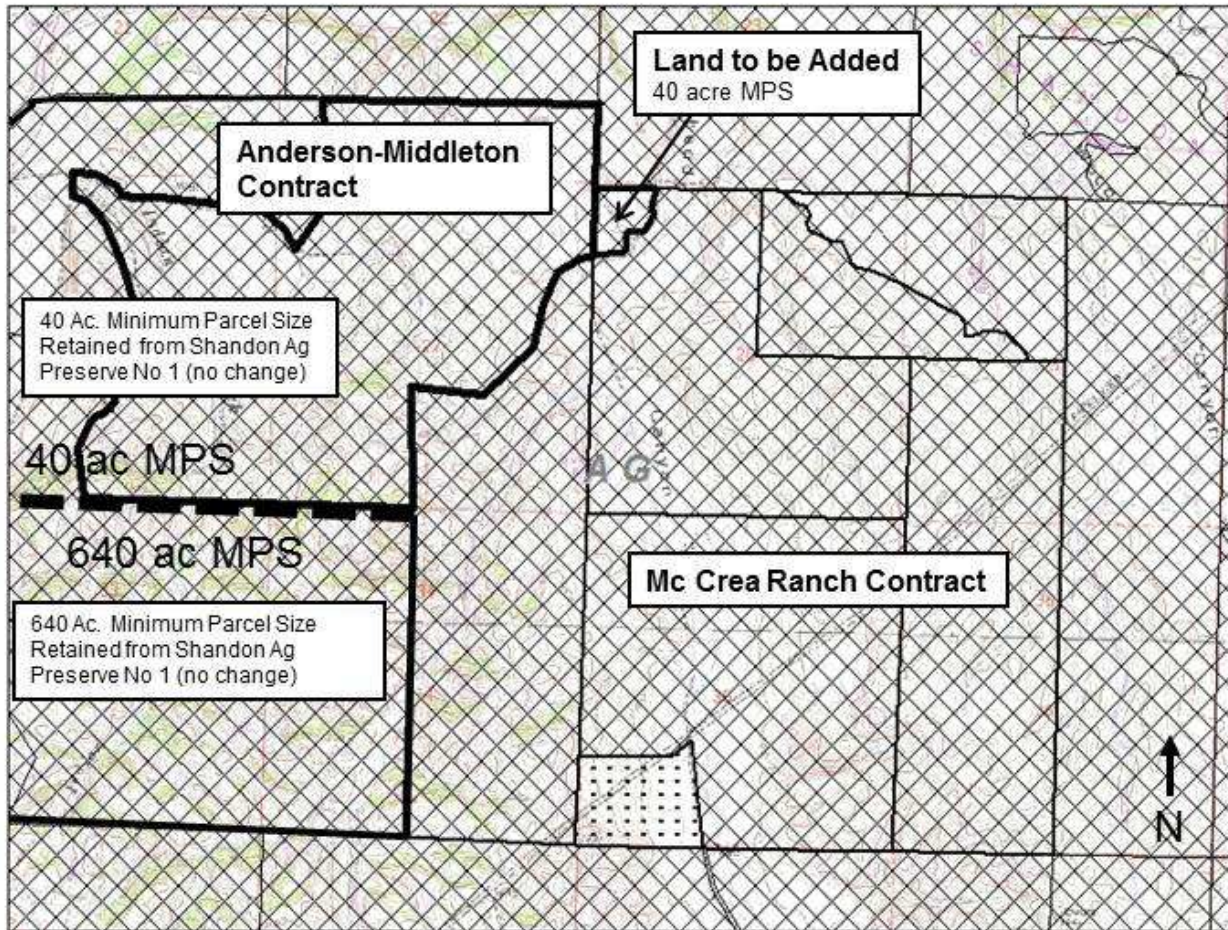 Land to be Added
40 acre MPS
Anderson-Middleton
Contract
40 Ac. Minimum Parcel Size
Retained from Shandon Ag
Preserve No 1 (no change)
40 ac MPS
AG
640 ac MPS
Mc Crea Ranch Contract
640 Ac. Minimum Parcel Size
Retained from Shandon Ag
Preserve No 1 (no change)
N